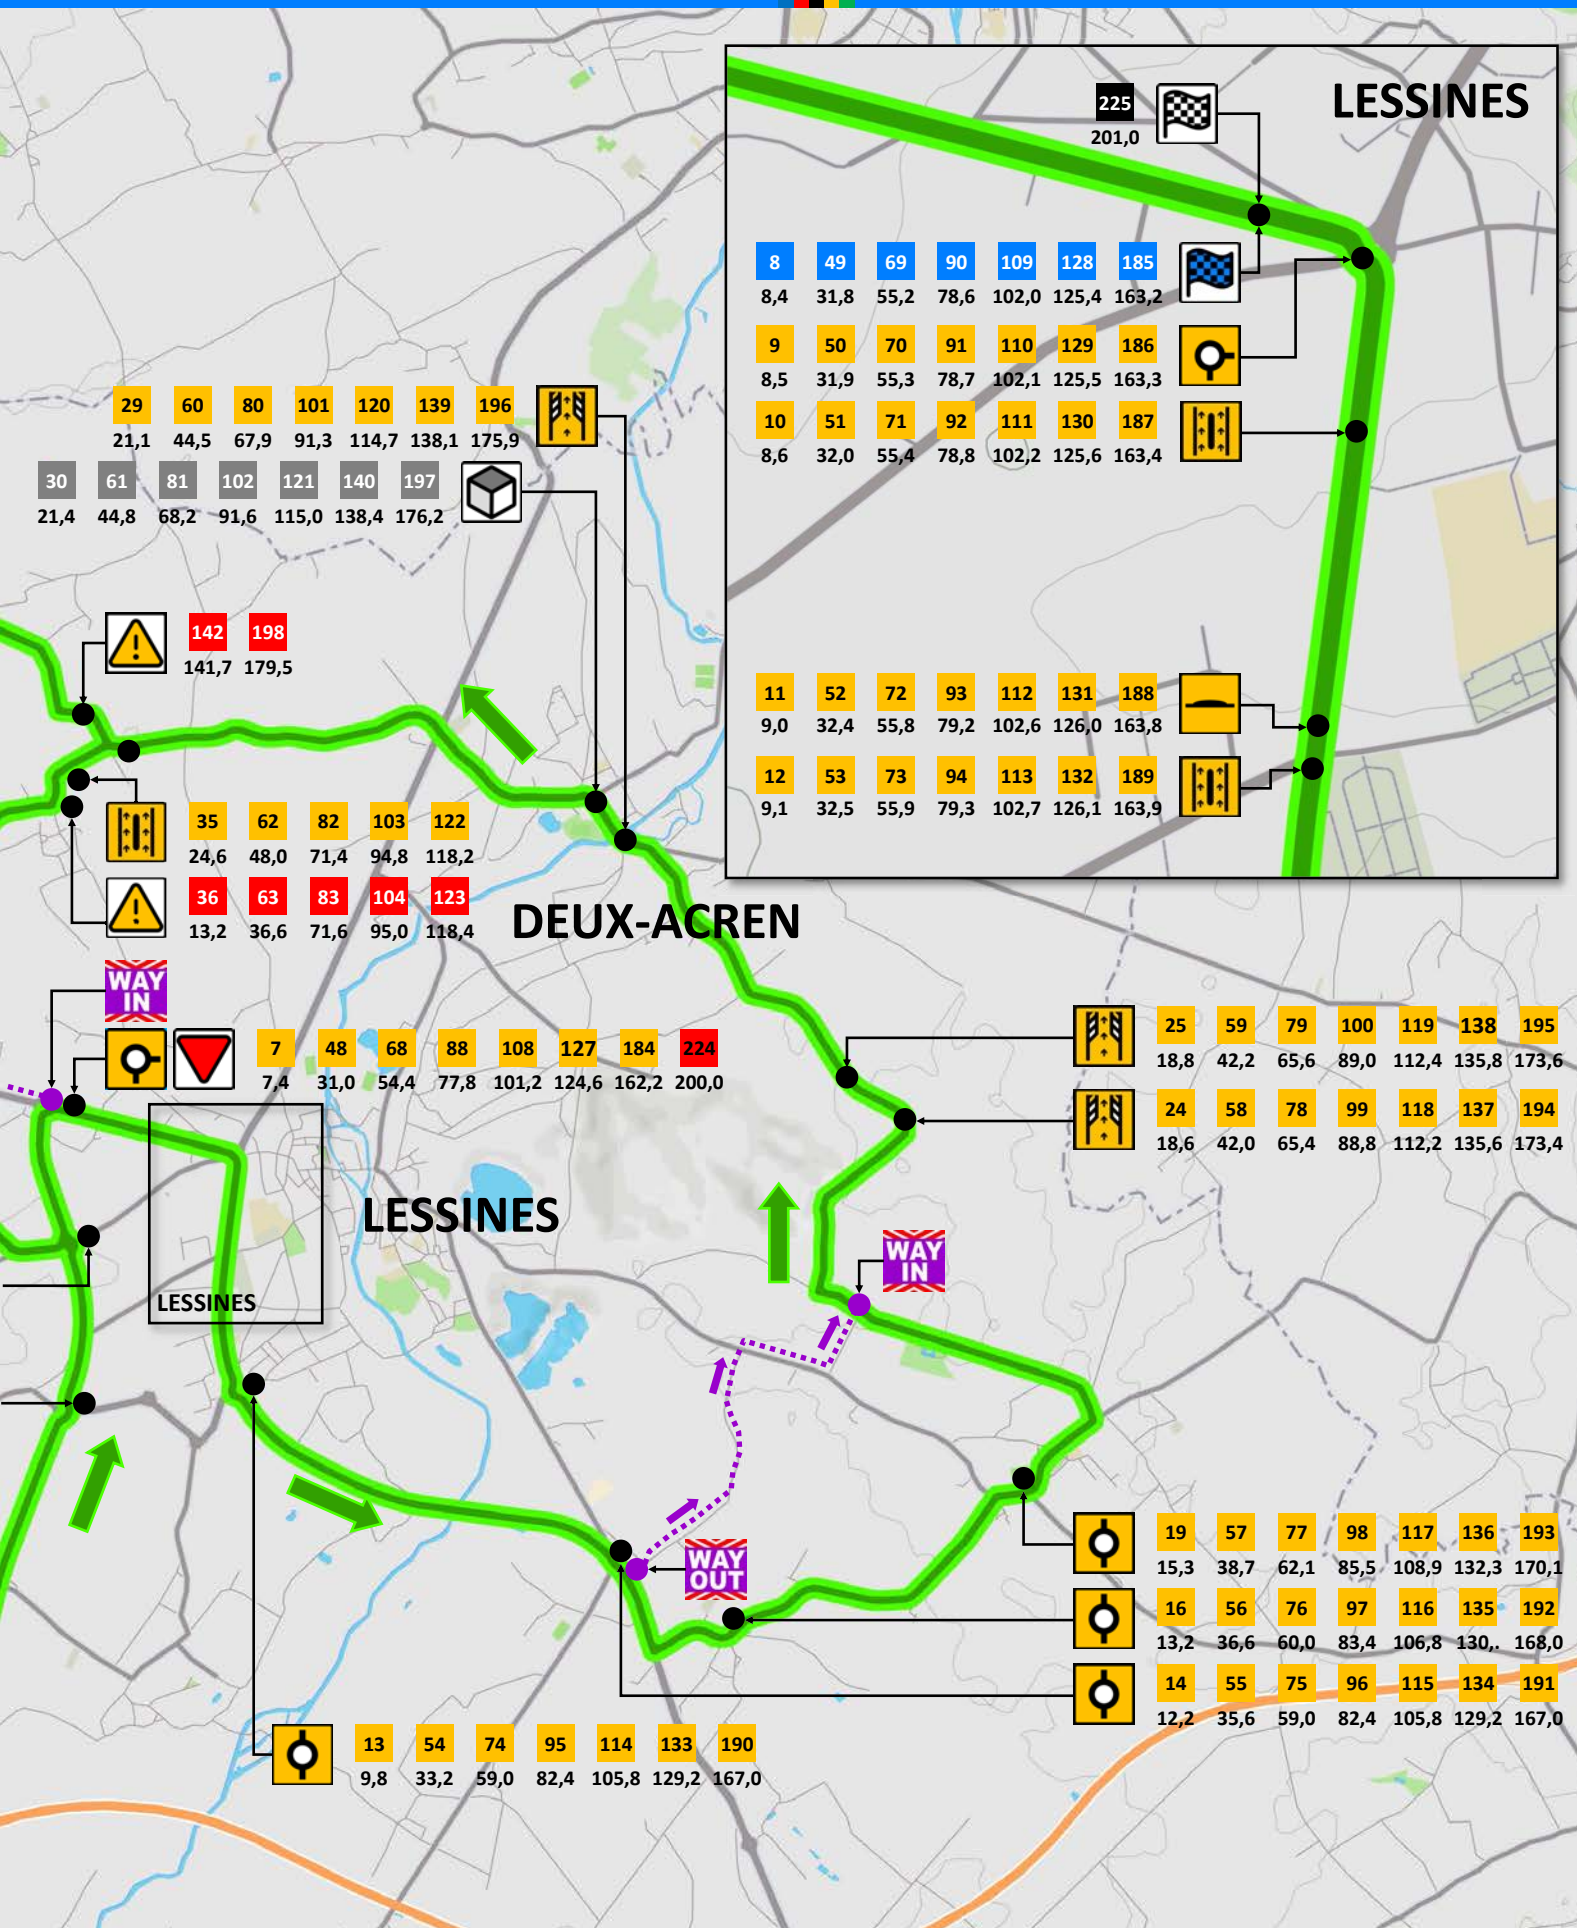 LESSINES
225
201,0
8 49 69 90 109 128 185
8,4 31,8 55,2 78,6 102,0 125,4 163,2
9 50 70 91 110 129 186
8,5 31,9 55,3 78,7 102,1 125,5 163,3
10 51 71 92 111 130 187
8,6 32,0 55,4 78,8 102,2 125,6 163,4
11 52 72 93 112 131 188
9,0 32,4 55,8 79,2 102,6 126,0 163,8
12 53 73 94 113 132 189
9,1 32,5 55,9 79,3 102,7 126,1 163,9
29 60 80 101 120 139 196
21,1 44,5 67,9 91,3 114,7 138,1 175,9
30 61 81 102 121 140 197
21,4 44,8 68,2 91,6 115,0 138,4 176,2
142 198
141,7 179,5
35 62 82 103 122
24,6 48,0 71,4 94,8 118,2
36 63 83 104 123
13,2 36,6 71,6 95,0 118,4
DEUX-ACREN
WAY
IN
7 48 68 88 108 127 184 224
7,4 31,0 54,4 77,8 101,2 124,6 162,2 200,0
25 59 79 100 119 138 195
18,8 42,2 65,6 89,0 112,4 135,8 173,6
24 58 78 99 118 137 194
18,6 42,0 65,4 88,8 112,2 135,6 173,4
LESSINES
WAY
IN
LESSINES
WAY
OUT
19 57 77 98 117 136 193
15,3 38,7 62,1 85,5 108,9 132,3 170,1
16 56 76 97 116 135 192
13,2 36,6 60,0 83,4 106,8 130,. 168,0
14 55 75 96 115 134 191
12,2 35,6 59,0 82,4 105,8 129,2 167,0
13 54 74 95 114 133 190
9,8 33,2 59,0 82,4 105,8 129,2 167,0